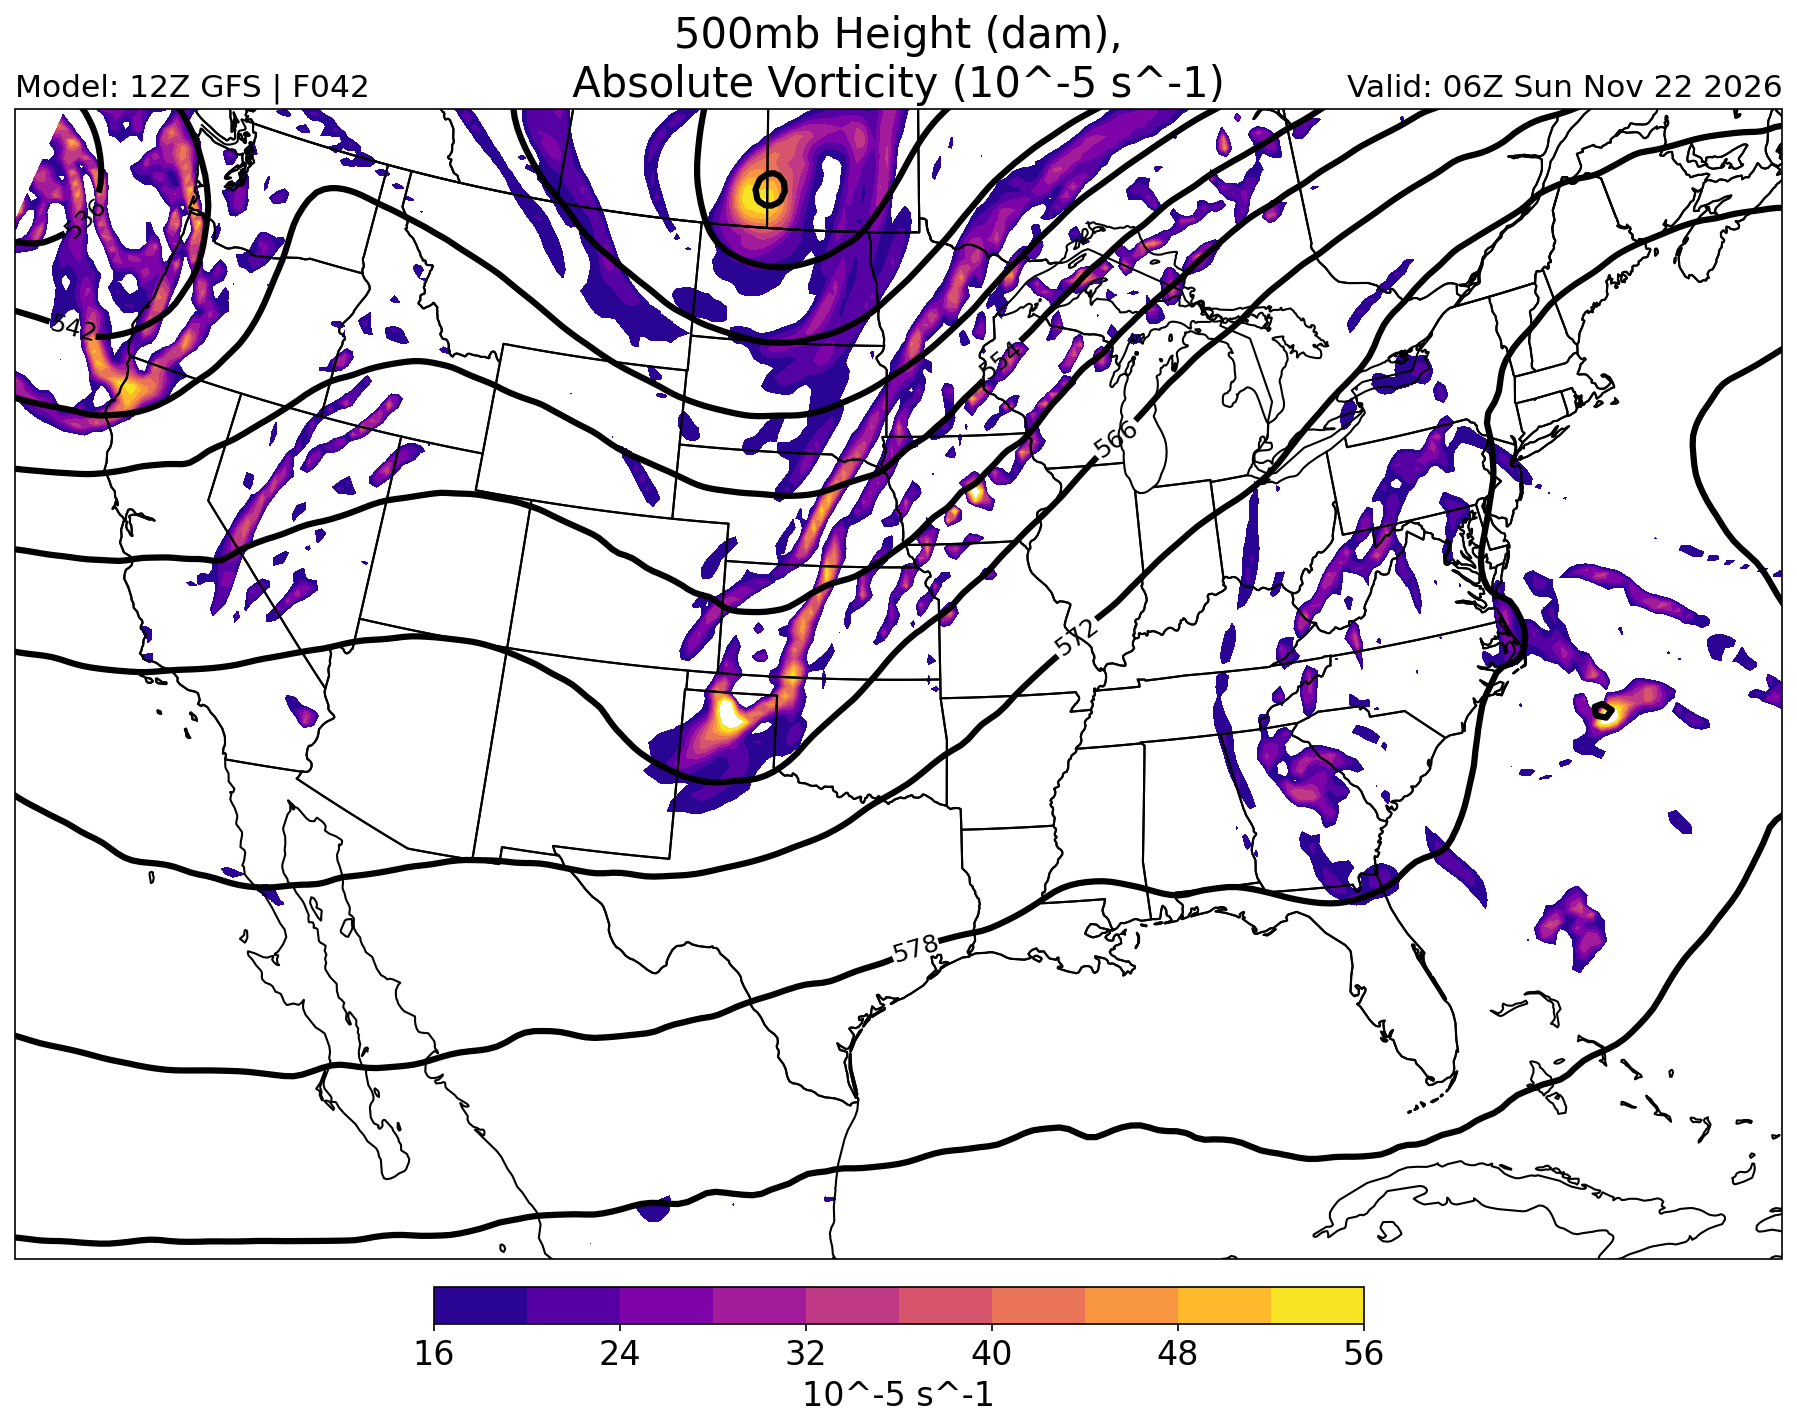 500mb Height (dam),
Model: 12Z GFS | F042
Absolute Vorticity (10^-5 s^-1)
Valid: 06Z Sun Nov 22 2026
536
542
554
566
572
578
16 24 32 40 48 56
10^-5 s^-1